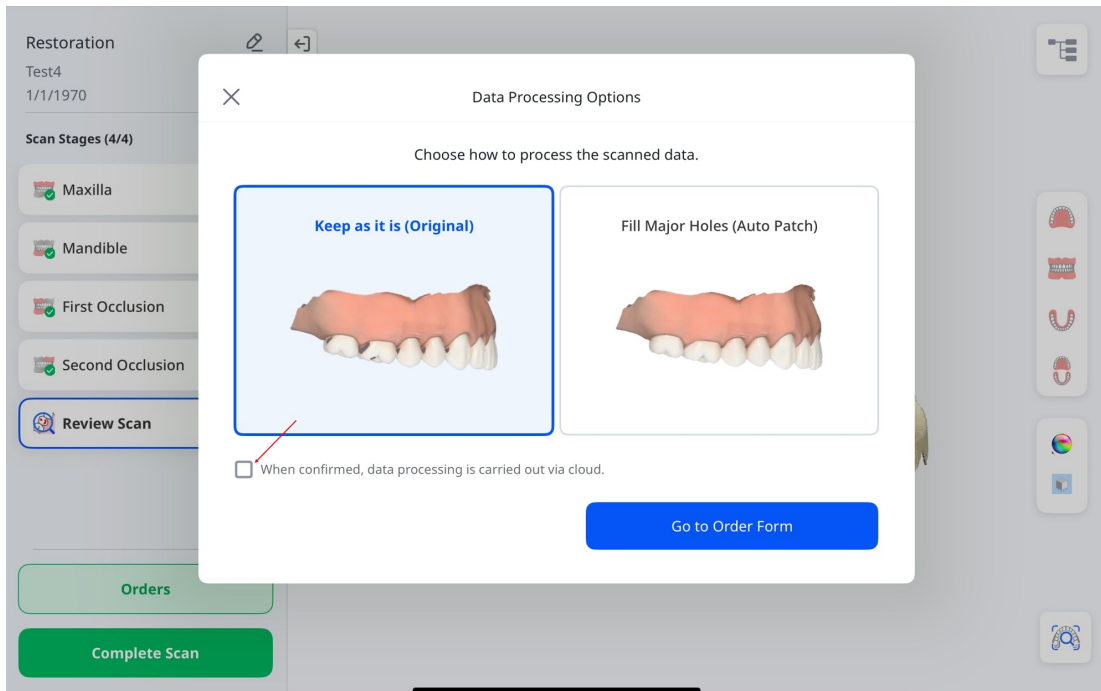 Restoration
Test4
1/1/1970
Scan Stages (4/4)
Maxilla
Mandible
First Occlusion
Second Occlusion
Review Scan
Orders
Complete Scan
Data Processing Options
Choose how to process the scanned data.
Keep as it is (Original)
Fill Major Holes (Auto Patch)
When confirmed, data processing is carried out via cloud.
Go to Order Form